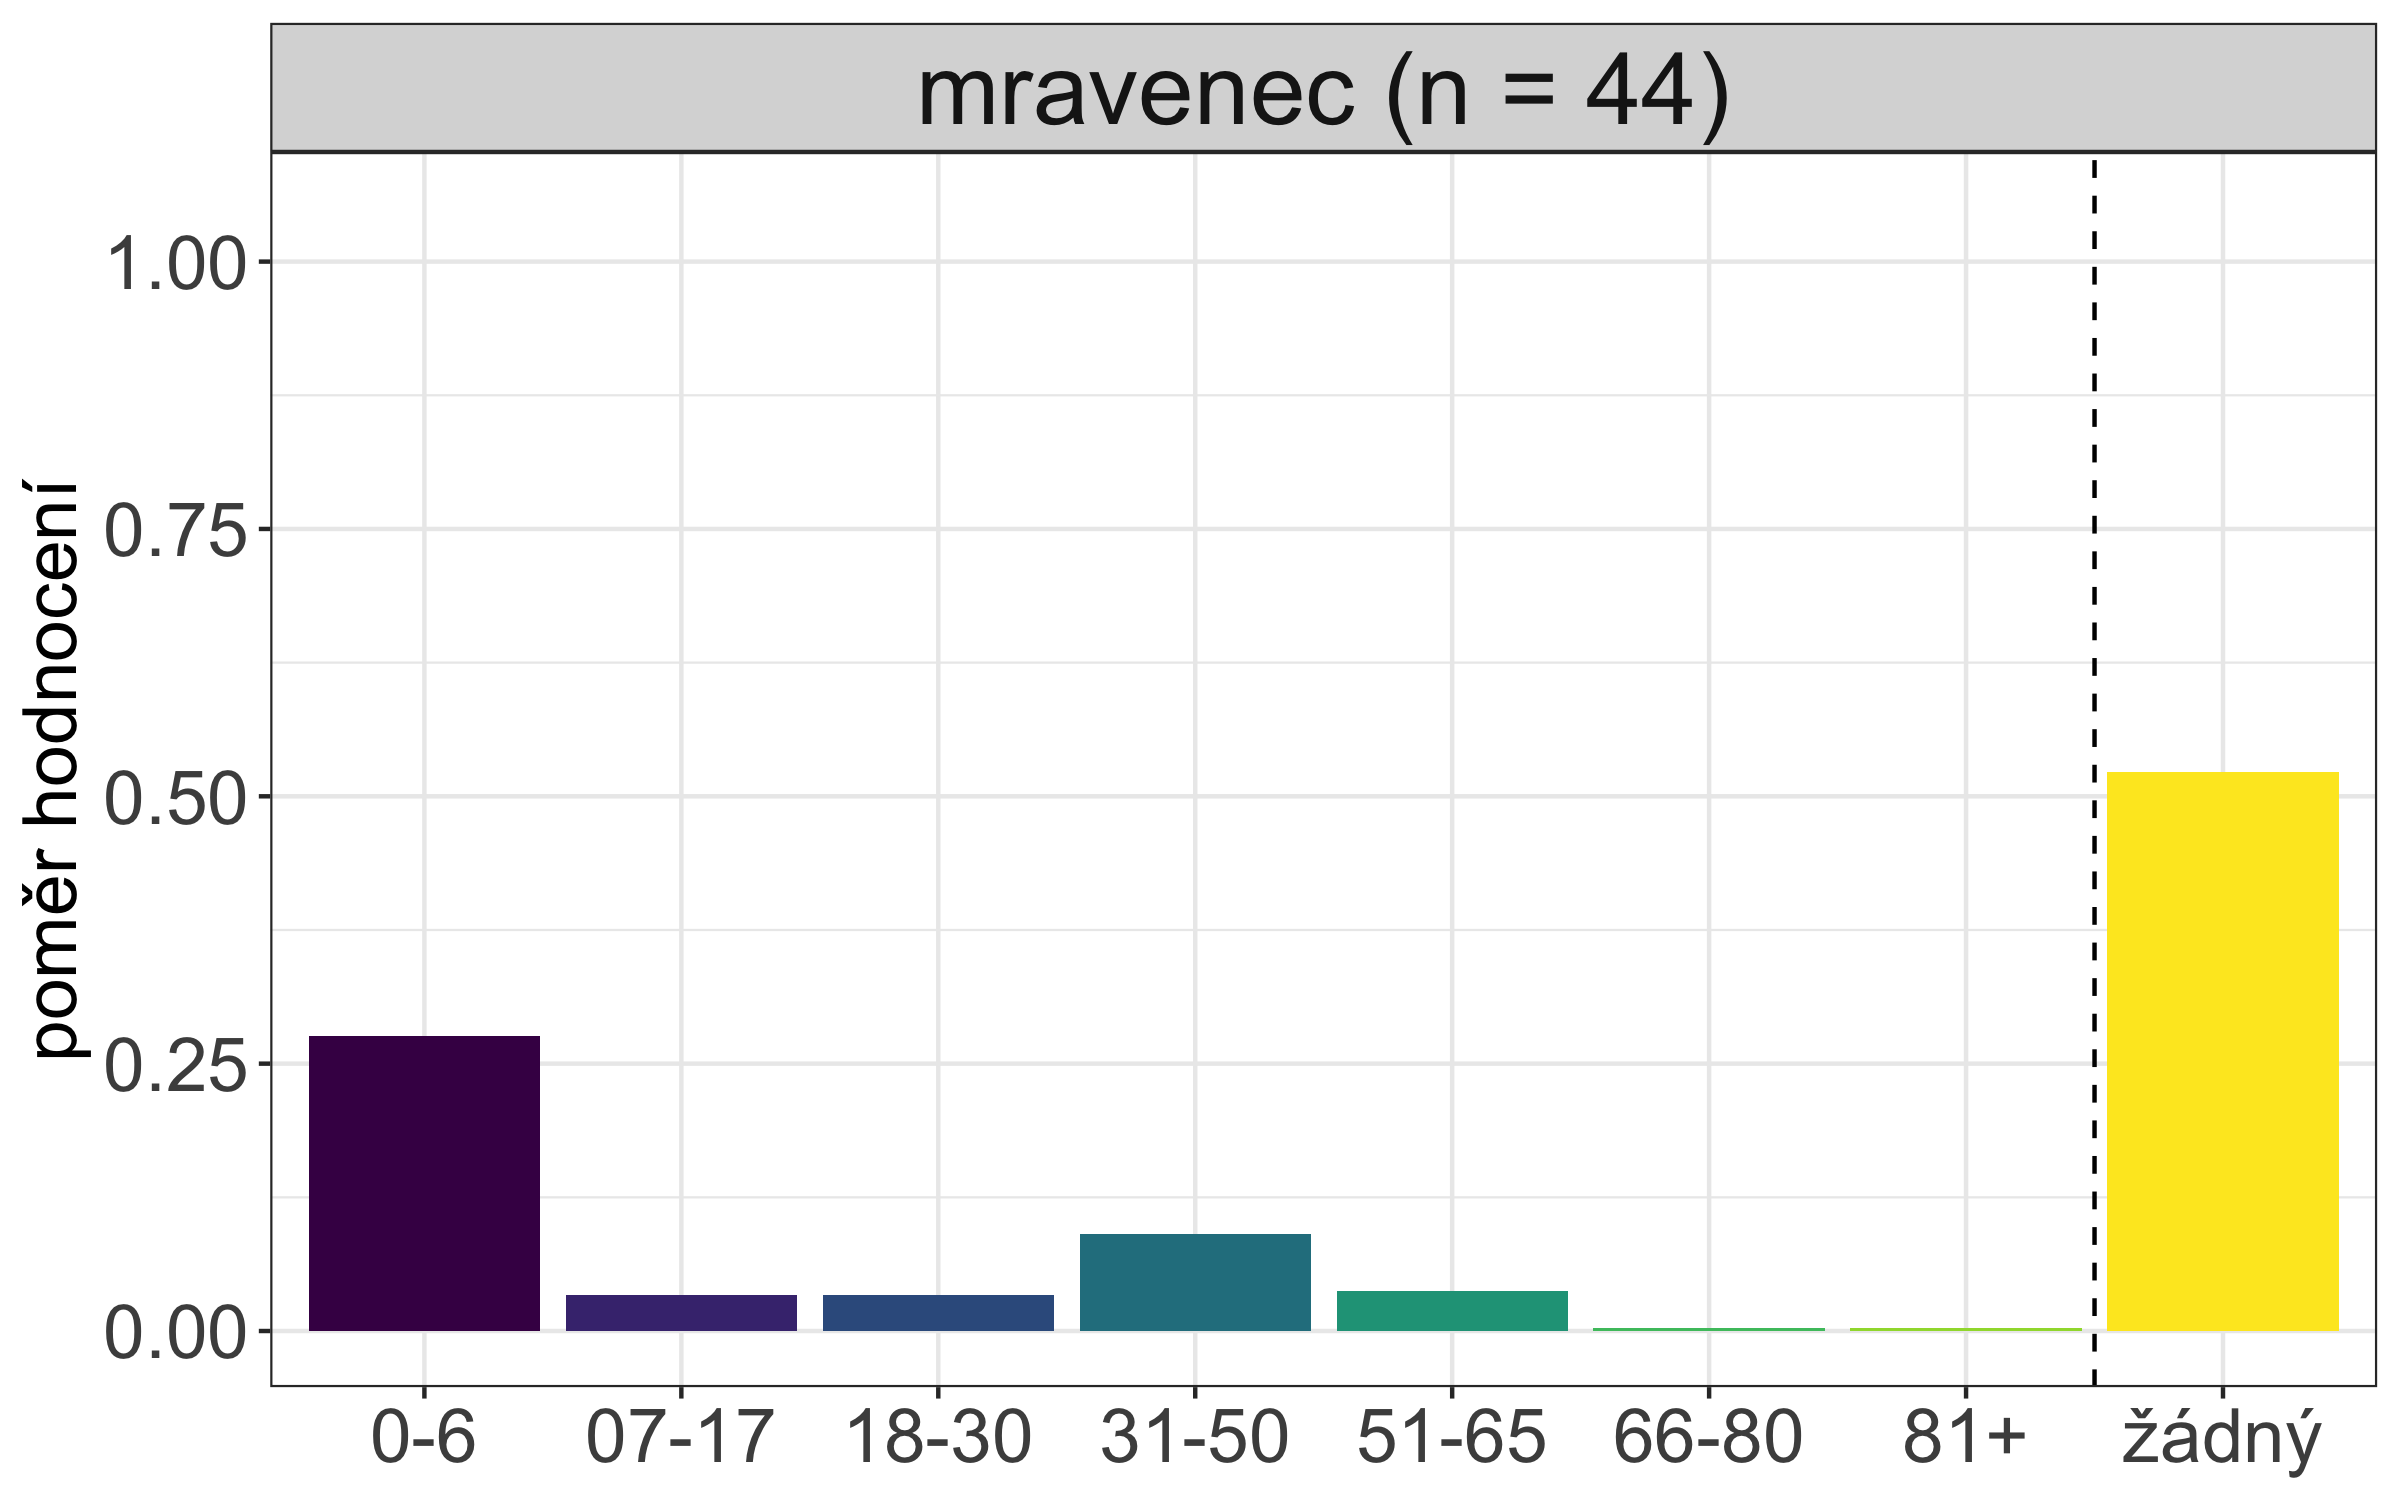 mravenec (n = 44)
poměr hodnocení
1.00
0.75
0.50
0.25
0.00
0-6 07-17 18-30 31-50 51-65 66-80 81+ žádný